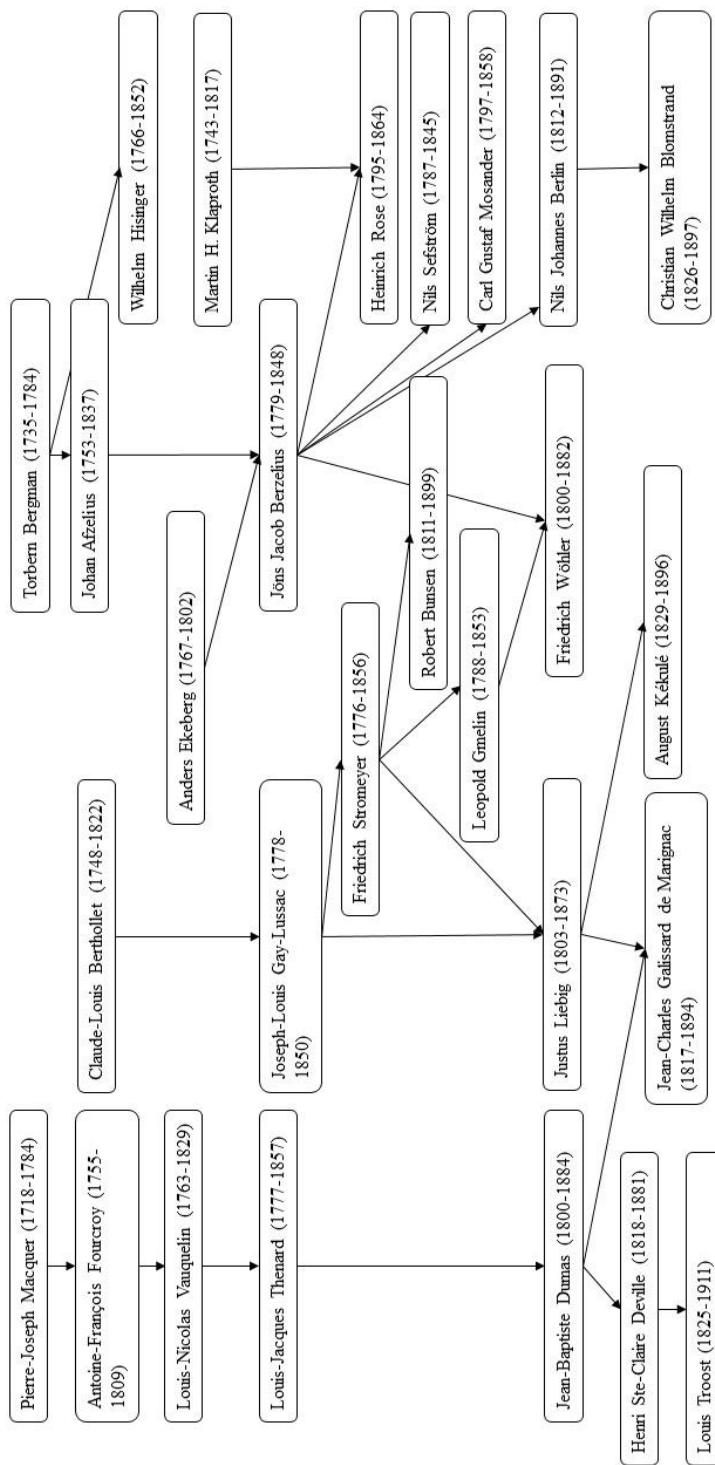 Pierre-Joseph Macquer (1718-1784)
Antoine-François Fourcroy (1755-
1809)
Louis-Nicolas Vauquelin (1763-1829)
Louis-Jacques Thenard (1777-1857)
Jean-Baptiste Dumas (1800-1884)
Henri Ste-Claire Deville (1818-1881)
Louis Troost (1825-1911)
Claude-Louis Berthollet (1748-1822)
Joseph-Louis Gay-Lussac (1778-
1850)
Justus Liebig (1803-1873)
Jean-Charles Galissard de Marignac
(1817-1894)
Anders Ekeberg (1767-1802)
Friedrich Stromeyer (1776-1856)
Leopold Gmelin (1788-1853)
August Kékulé (1829-1896)
Torbern Bergman (1735-1784)
Johan Afzelius (1753-1837)
Jöns Jacob Berzelius (1779-1848)
Robert Bunsen (1811-1899)
Friedrich Wöhler (1800-1882)
Wilhelm Hisinger (1766-1852)
Martin H. Klaproth (1743-1817)
Heinrich Rose (1795-1864)
Nils Sefström (1787-1845)
Carl Gustaf Mosander (1797-1858)
Nils Johannes Berlin (1812-1891)
Christian Wilhelm Blomstrand
(1826-1897)